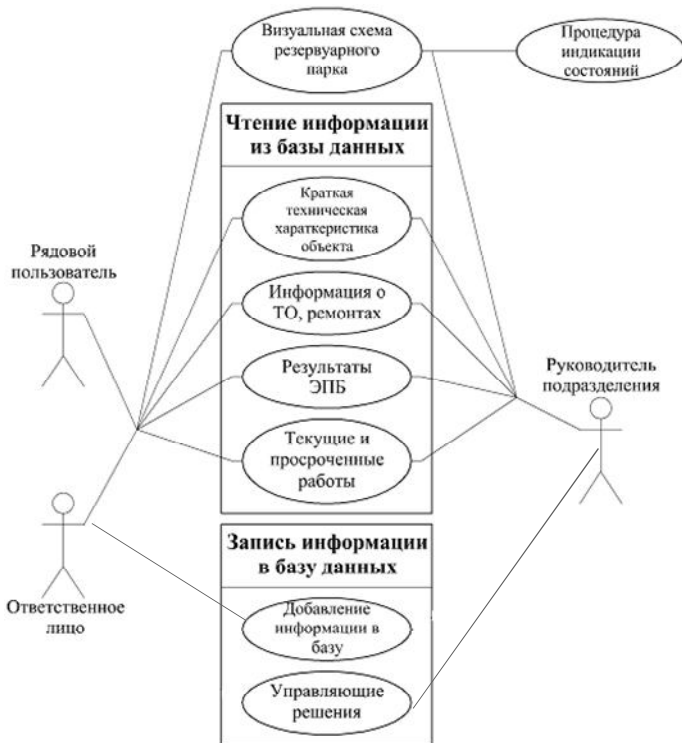 Визуальная схема
резервуарного
парка
Процедура
индикации
состояний
Чтение информации
из базы данных
Краткая
техническая
хараткеристика
объекта
Рядовой
пользователь
Информация о
ТО, ремонтах
Результаты
ЭПБ
Руководитель
подразделения
Текущие и
просроченные
работы
Запись информации
в базу данных
Ответственное
лицо
Добавление
информации в
базу
Управляющие
решения